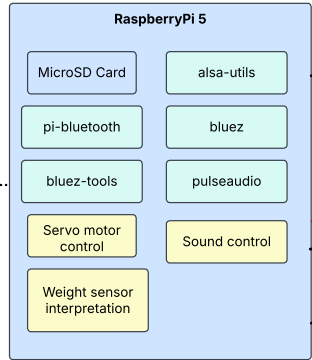 RaspberryPi 5
MicroSD Card
alsa-utils
pi-bluetooth
bluez
bluez-tools
pulseaudio
Servo motor
control
Sound control
Weight sensor
interpretation